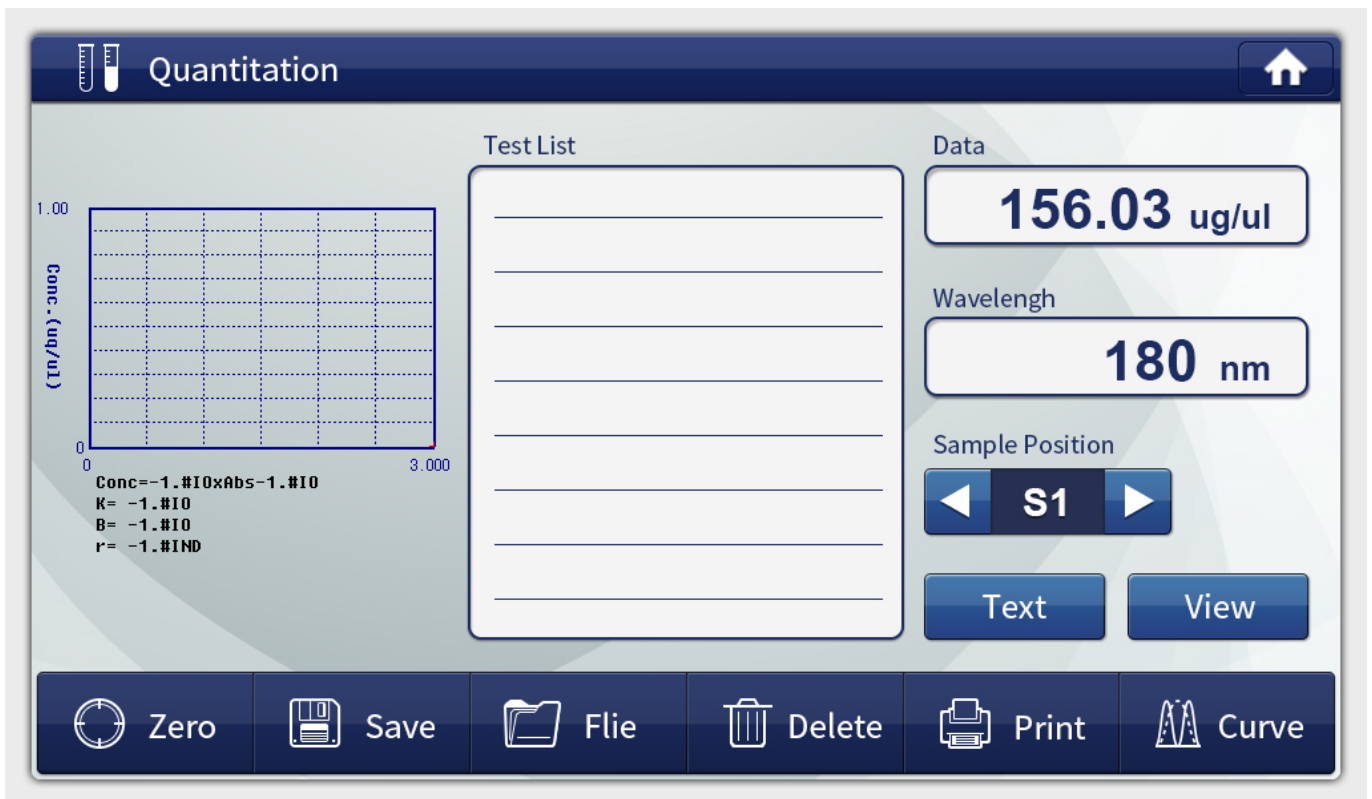 Quantitation
Test List
Data
1.00
156.03 ug/ul
Conc.(ug/ul)
Wavelengh
180 nm
0
0
3.000
Sample Position
S1
Conc=-1.#IOxAbs-1.#IO
K= -1.#IO
B= -1.#IO
r= -1.#IND
Text
View
Zero
Save
Flie
Delete
Print
Curve